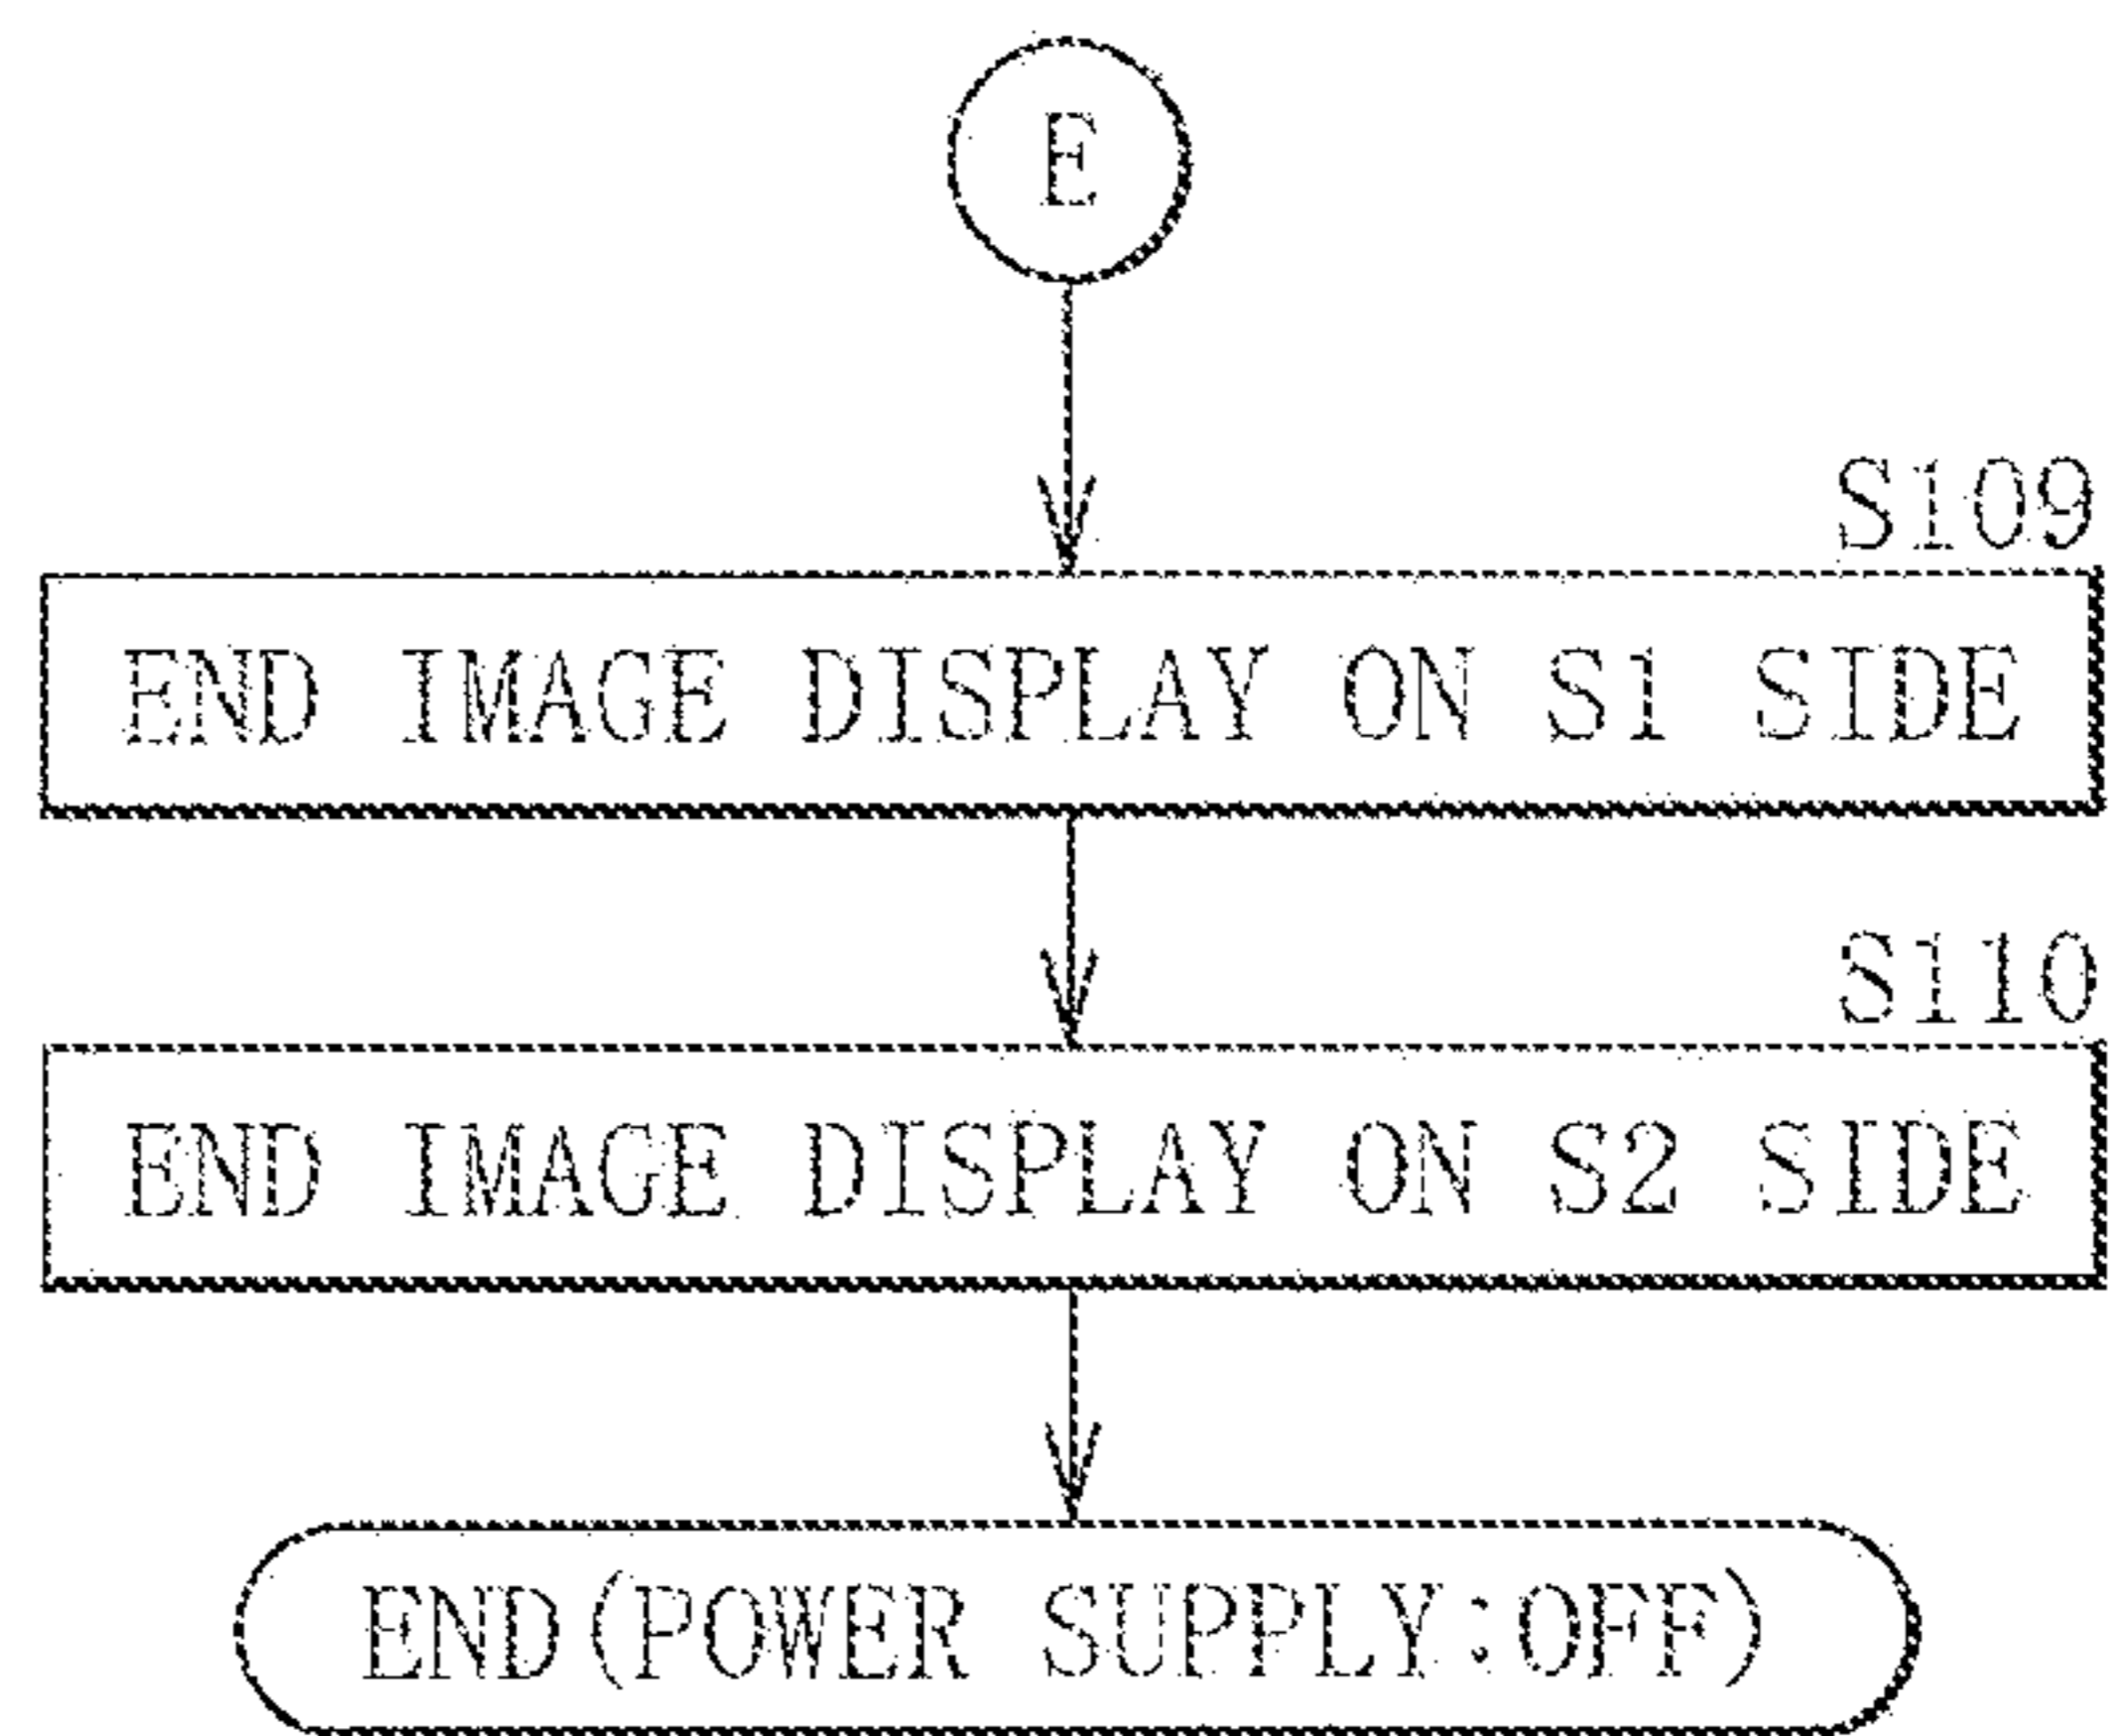 E
S109
END IMAGE DISPLAY ON S1 SIDE
S110
END IMAGE DISPLAY ON S2 SIDE
END(POWER SUPPLY:OFF)